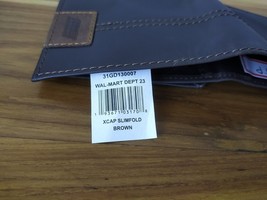 31GD130007
WAL-MART DEPT 23
XCAP SLIMFOLD
BROWN